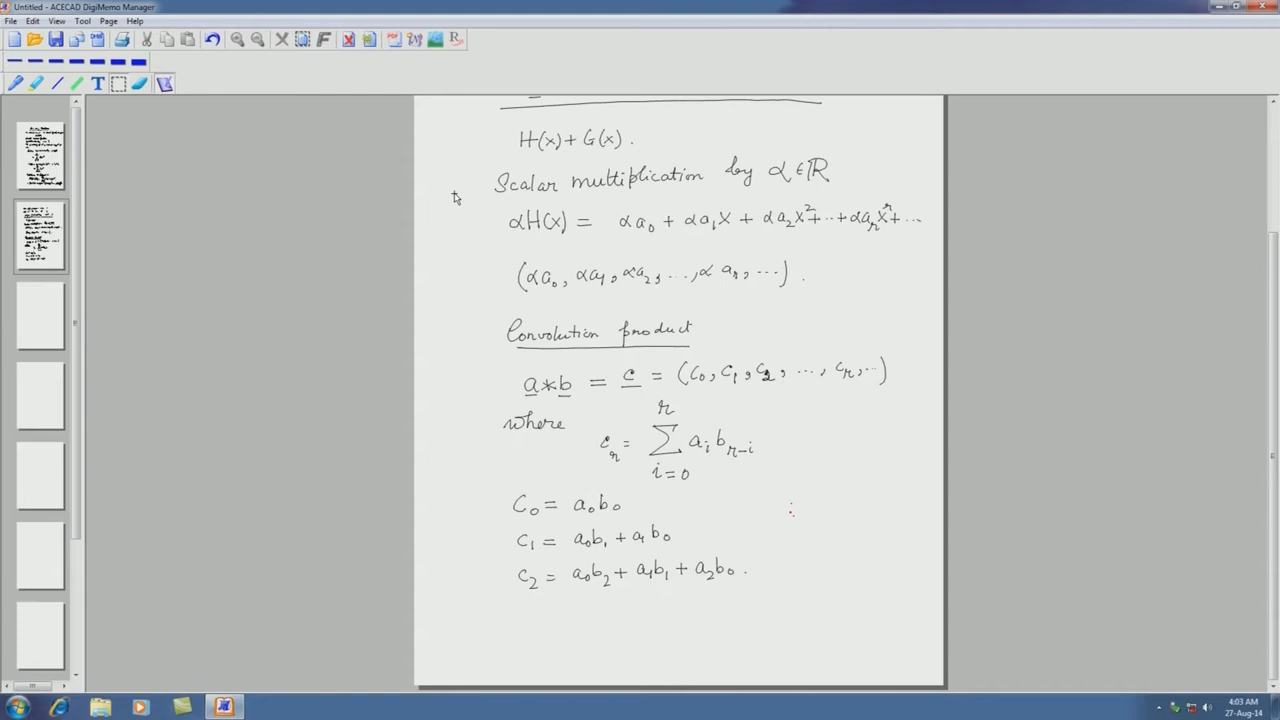 Untitled - ACECAD DigiMemo Manager
File Edit View Tool Page Help
H(x) + G(x) .
Scalar multiplication by α ∈ ℝ
αH(x) = αa₀ + αa₁x + αa₂x² + ·· + αaᵣxʳ + ···
(αa₀, αa₁, αa₂, ..., αaᵣ, ···) .
Convolution product
a * b = c = (c₀, c₁, c₂, ..., cᵣ, ··)
where
cᵣ = ∑ᵢ₌₀ʳ aᵢ bᵣ₋ᵢ
C₀ = a₀b₀
c₁ = a₀b₁ + a₁b₀
c₂ = a₀b₂ + a₁b₁ + a₂b₀ .
4:03 AM
27-Aug-14